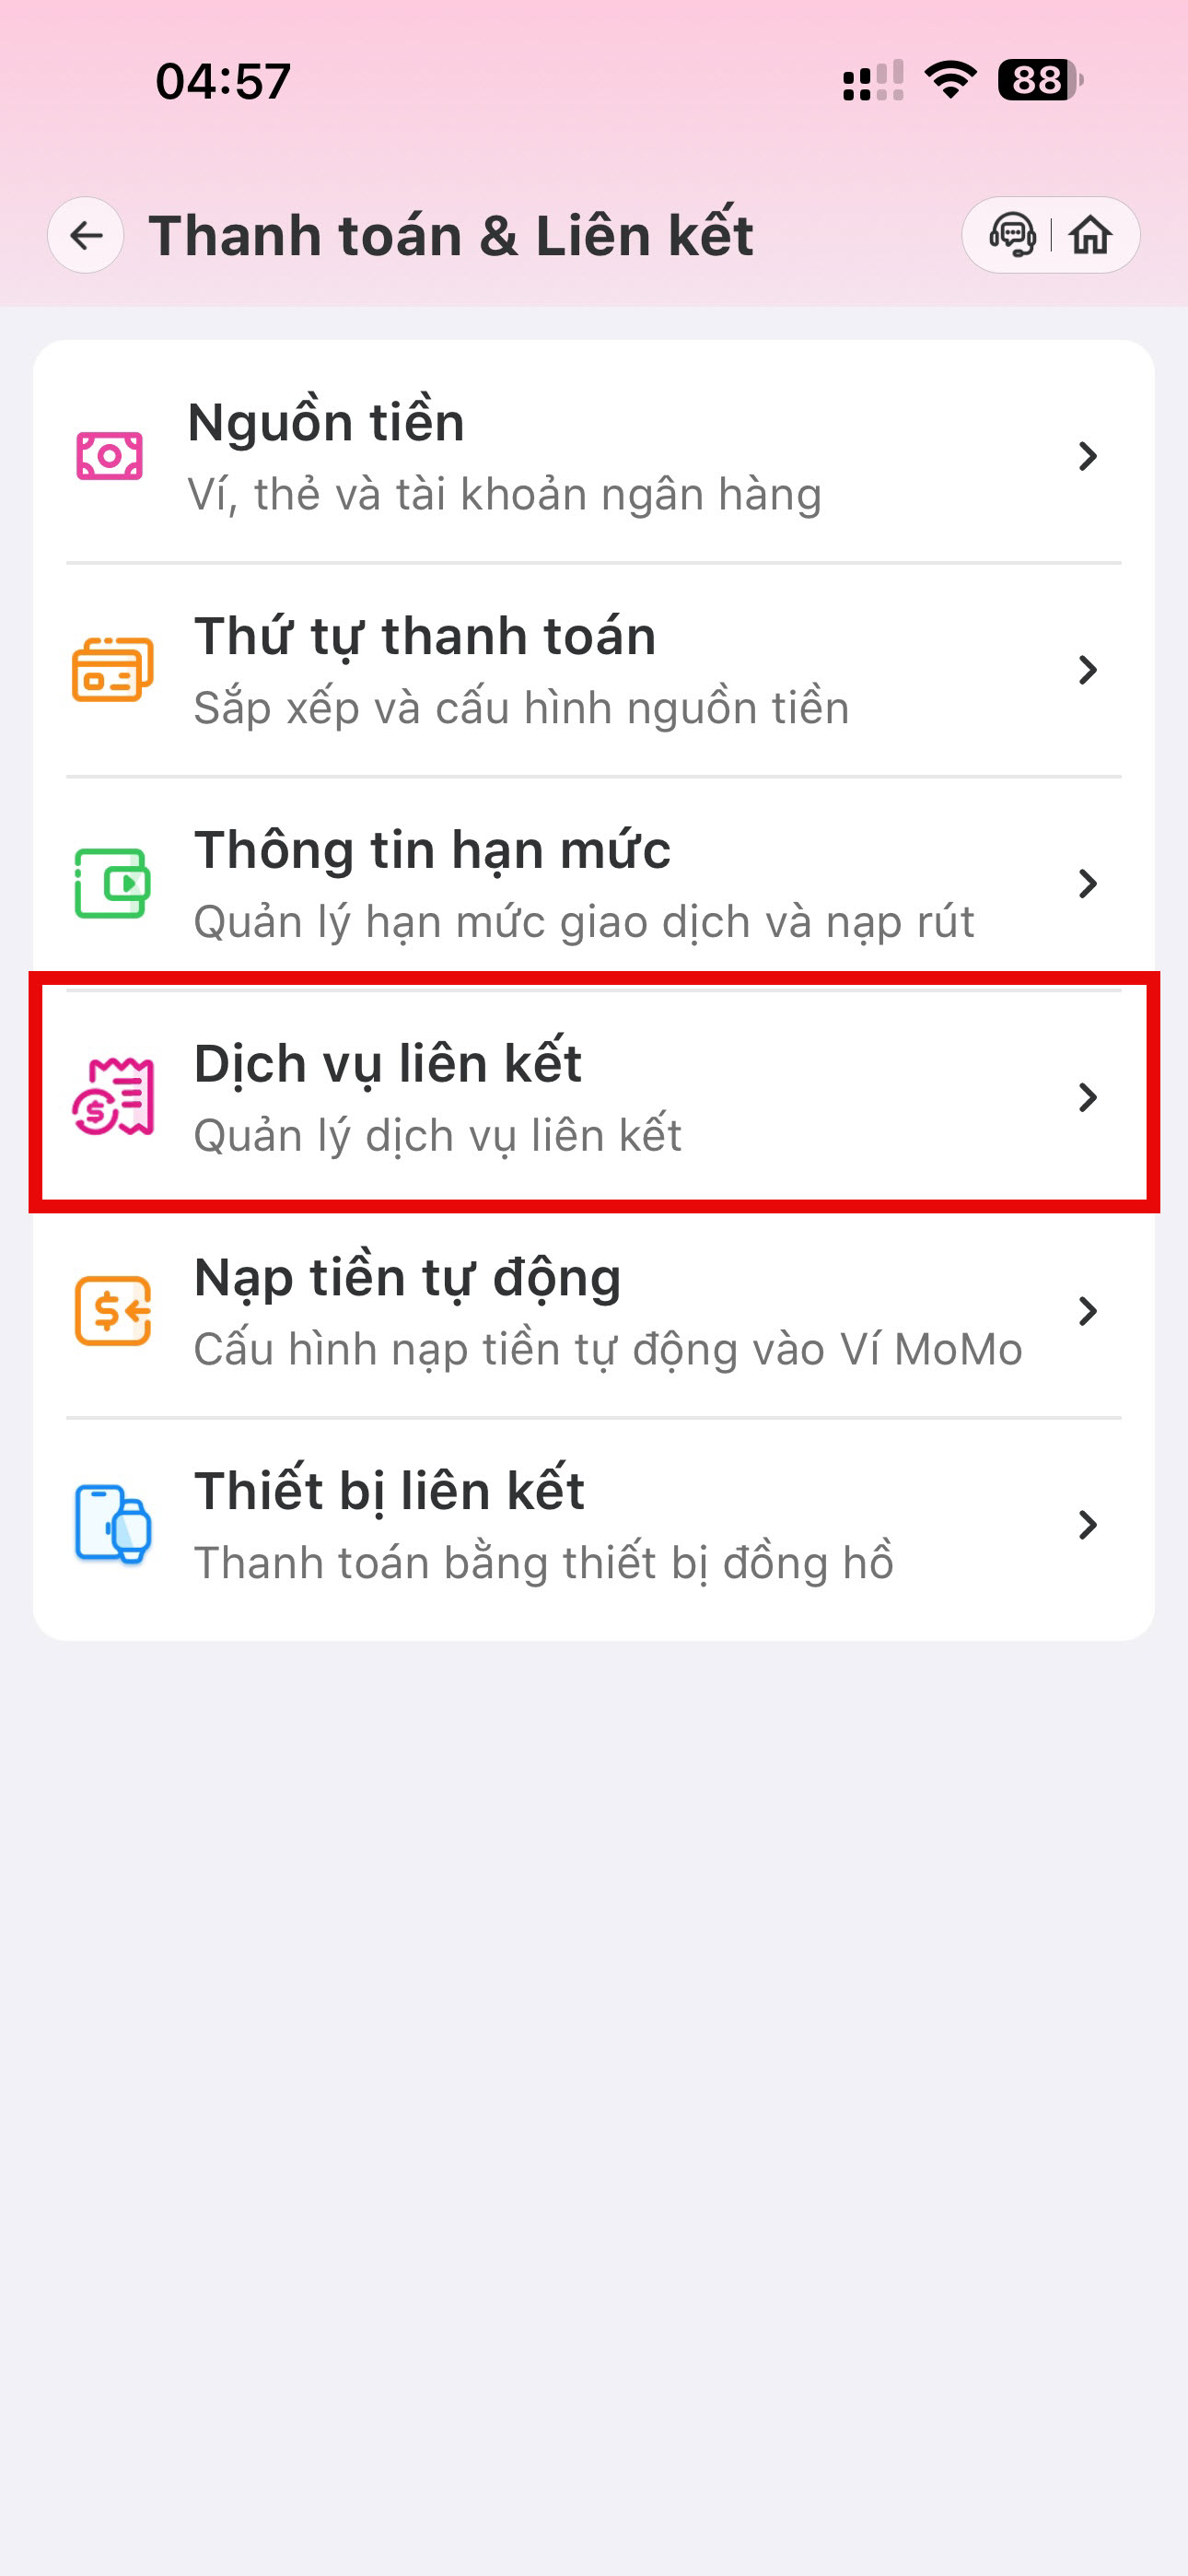 04:57
88
Thanh toán & Liên kết
Nguồn tiền
Ví, thẻ và tài khoản ngân hàng
Thứ tự thanh toán
Sắp xếp và cấu hình nguồn tiền
Thông tin hạn mức
Quản lý hạn mức giao dịch và nạp rút
Dịch vụ liên kết
Quản lý dịch vụ liên kết
Nạp tiền tự động
Cấu hình nạp tiền tự động vào Ví MoMo
Thiết bị liên kết
Thanh toán bằng thiết bị đồng hồ